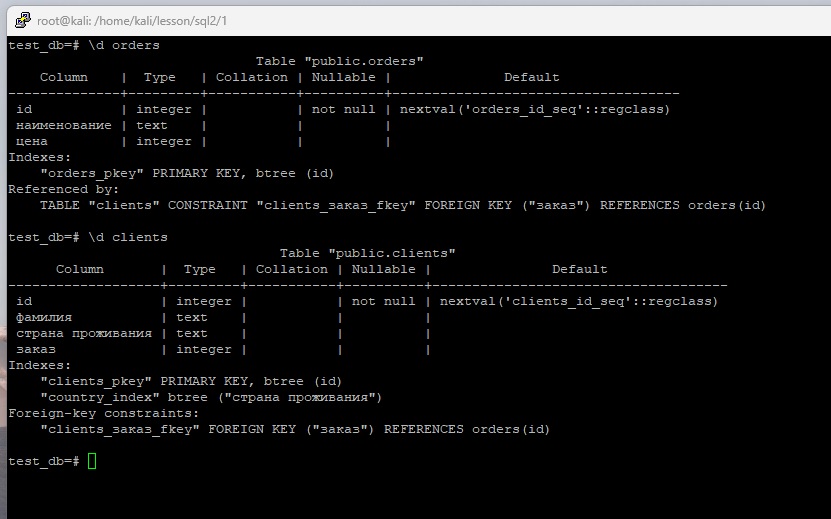 root@kali: /home/kali/lesson/sql2/1
test_db=# \d orders
Table "public.orders"
Column | Type | Collation | Nullable | Default
--------------+---------+-----------+----------+------------------------------------
id | integer | | not null | nextval('orders_id_seq'::regclass)
наименование | text | | |
цена | integer | | |
Indexes:
"orders_pkey" PRIMARY KEY, btree (id)
Referenced by:
TABLE "clients" CONSTRAINT "clients_заказ_fkey" FOREIGN KEY ("заказ") REFERENCES orders(id)
test_db=# \d clients
Table "public.clients"
Column | Type | Collation | Nullable | Default
-------------------+---------+-----------+----------+-------------------------------------
id | integer | | not null | nextval('clients_id_seq'::regclass)
фамилия | text | | |
страна проживания | text | | |
заказ | integer | | |
Indexes:
"clients_pkey" PRIMARY KEY, btree (id)
"country_index" btree ("страна проживания")
Foreign-key constraints:
"clients_заказ_fkey" FOREIGN KEY ("заказ") REFERENCES orders(id)
test_db=#